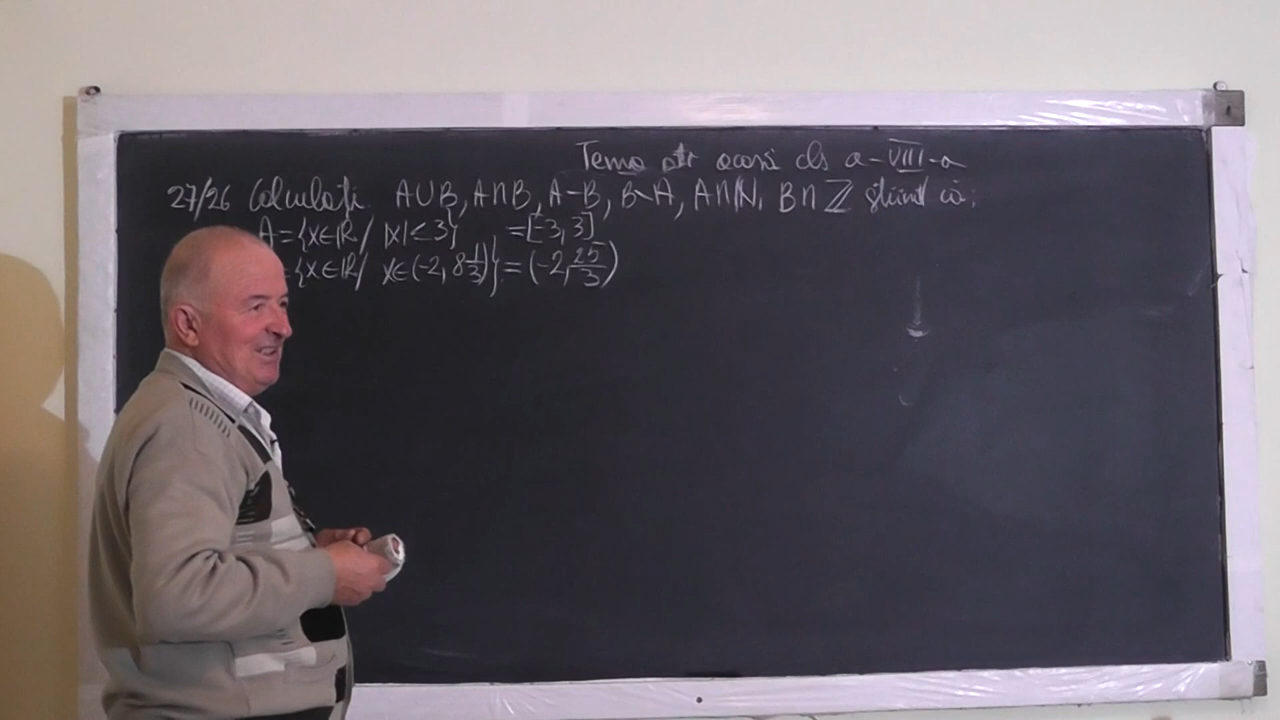 Temă ptr acasă cls a-VIII-a
27/26 Calculați A∪B, A∩B, A-B, B\A, A∩ℕ, B∩ℤ știind că:
A={x∈ℝ/ |x|≤3} =[-3,3]
={x∈ℝ/ x∈(-2, 8 1/3)}=(-2, 25/3)